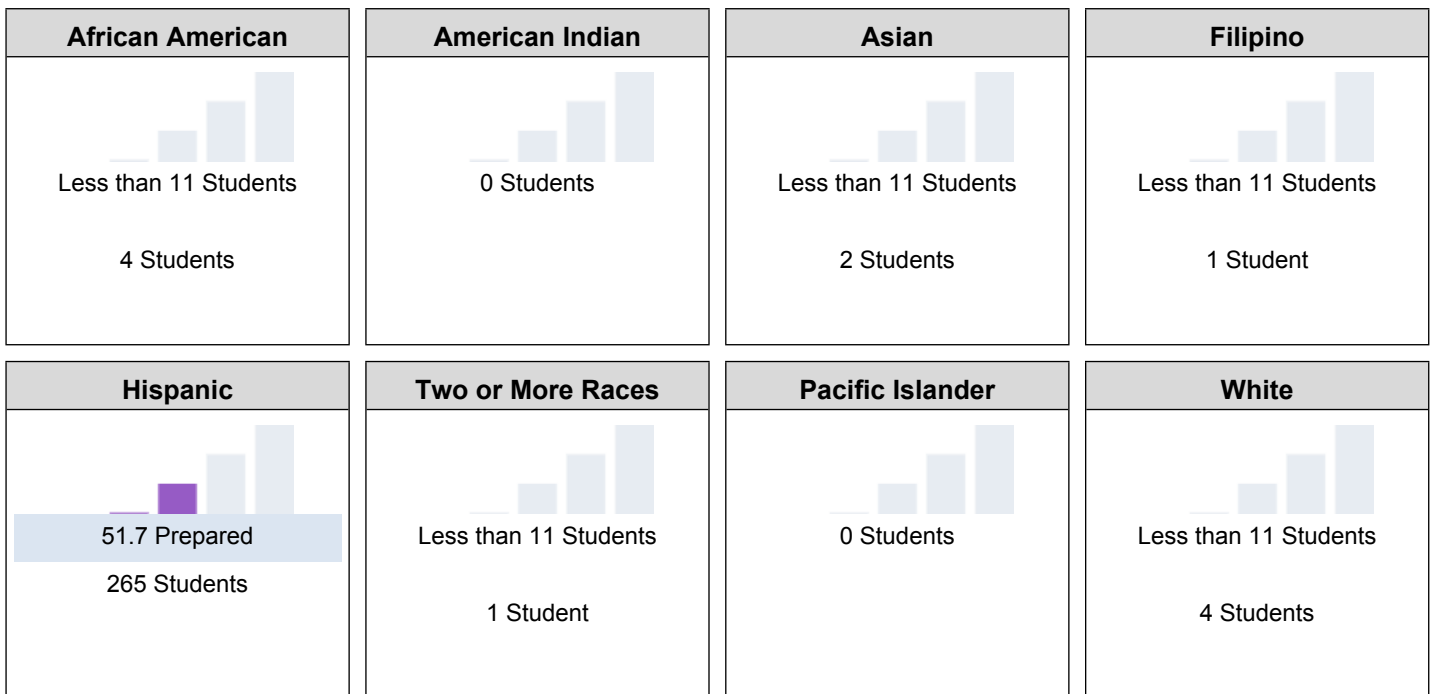 African American
Less than 11 Students
4 Students
American Indian
0 Students
Asian
Less than 11 Students
2 Students
Filipino
Less than 11 Students
1 Student
Hispanic
51.7 Prepared
265 Students
Two or More Races
Less than 11 Students
1 Student
Pacific Islander
0 Students
White
Less than 11 Students
4 Students